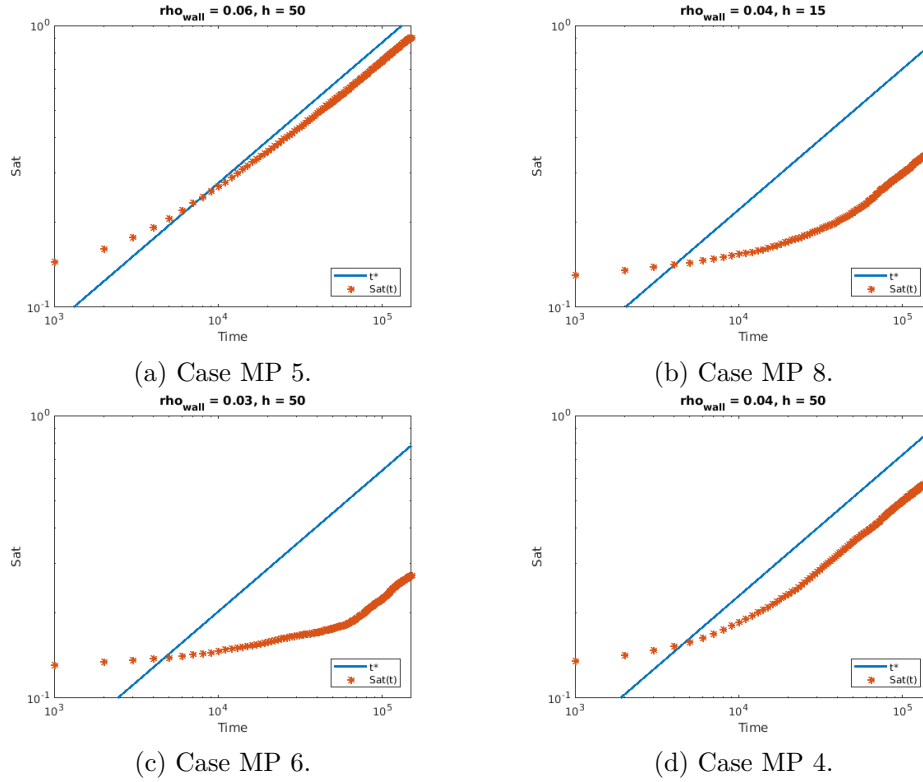 rho_wall = 0.06, h = 50
10^0
Sat
10^-1
10^3
10^4
10^5
Time
t*
Sat(t)
(a) Case MP 5.
rho_wall = 0.04, h = 15
10^0
Sat
10^-1
10^3
10^4
10^5
Time
t*
Sat(t)
(b) Case MP 8.
rho_wall = 0.03, h = 50
10^0
Sat
10^-1
10^3
10^4
10^5
Time
t*
Sat(t)
(c) Case MP 6.
rho_wall = 0.04, h = 50
10^0
Sat
10^-1
10^3
10^4
10^5
Time
t*
Sat(t)
(d) Case MP 4.